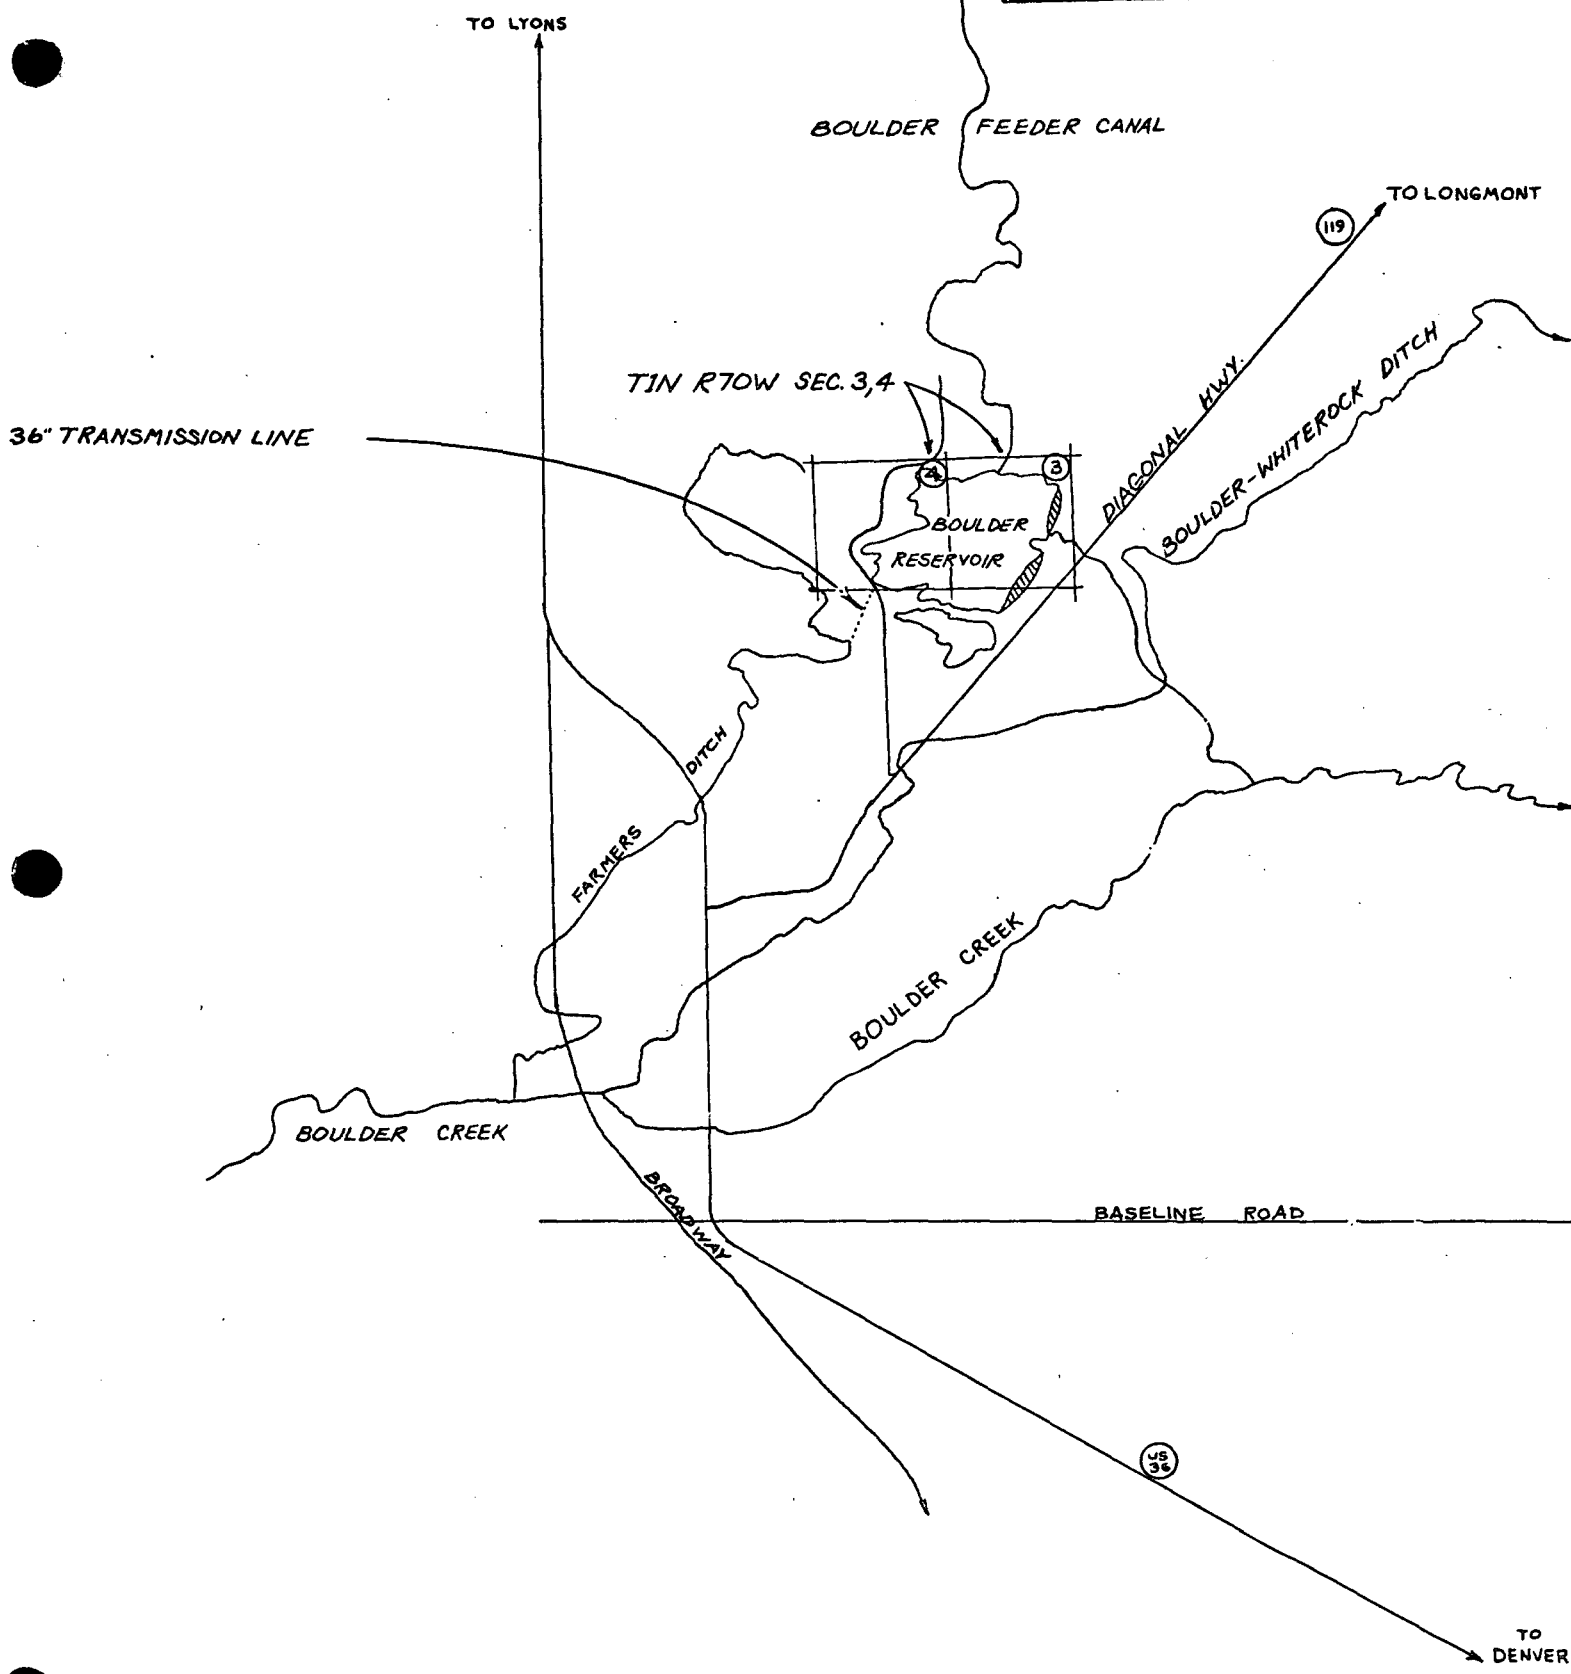 TO LYONS
BOULDER FEEDER CANAL
TO LONGMONT
119
T1N R70W SEC. 3,4
36" TRANSMISSION LINE
4
3
DIAGONAL HWY.
BOULDER-WHITEROCK DITCH
BOULDER
RESERVOIR
FARMERS DITCH
BOULDER CREEK
BOULDER CREEK
BROADWAY
BASELINE ROAD
US
36
TO
DENVER